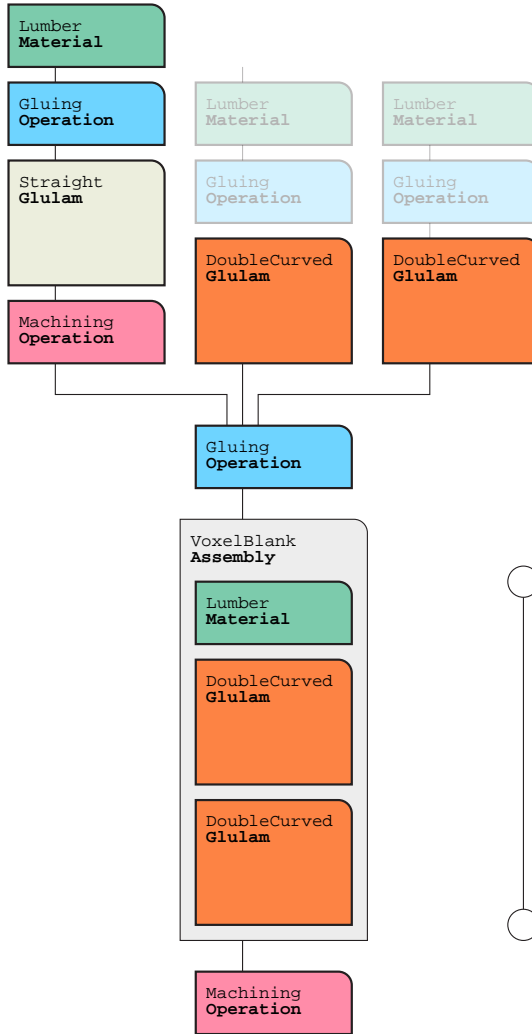 Lumber
Material
Gluing
Operation
Straight
Glulam
Machining
Operation
Lumber
Material
Gluing
Operation
DoubleCurved
Glulam
Lumber
Material
Gluing
Operation
DoubleCurved
Glulam
Gluing
Operation
VoxelBlank
Assembly
Lumber
Material
DoubleCurved
Glulam
DoubleCurved
Glulam
Machining
Operation